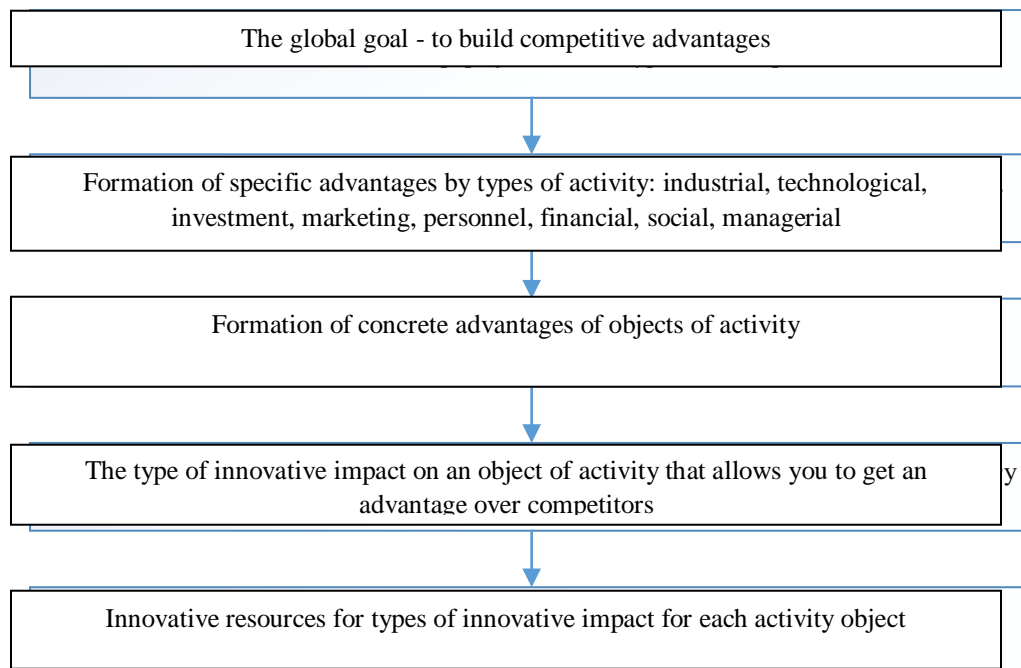 The global goal - to build competitive advantages
Formation of specific advantages by types of activity: industrial, technological,
investment, marketing, personnel, financial, social, managerial
Formation of concrete advantages of objects of activity
The type of innovative impact on an object of activity that allows you to get an
advantage over competitors
Innovative resources for types of innovative impact for each activity object